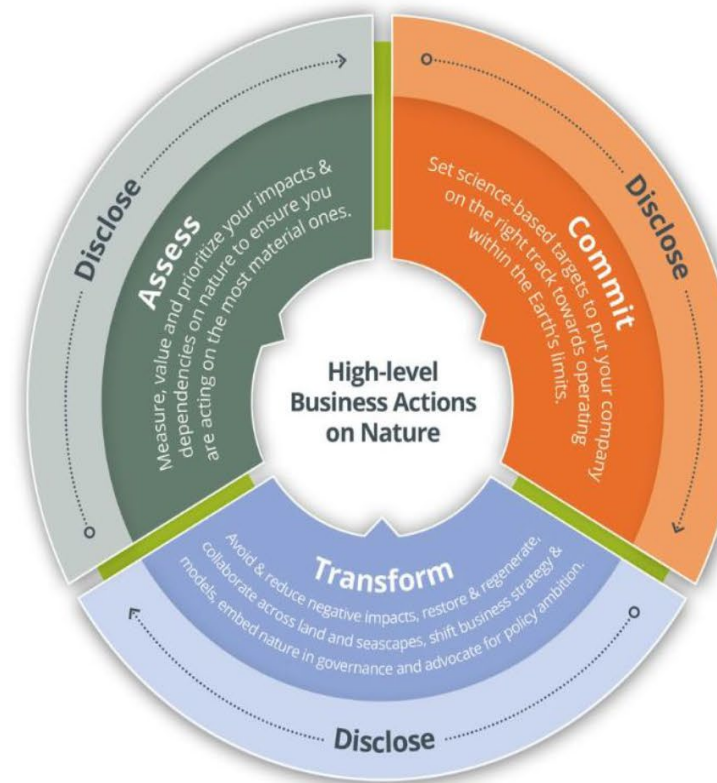 High-level
Business Actions
on Nature
Disclose
Assess
Measure, value and prioritize your impacts &
dependencies on nature to ensure you
are acting on the most material ones.
Disclose
Commit
Set science-based targets to put your company
on the right track towards operating
within the Earth's limits.
Disclose
Transform
Avoid & reduce negative impacts, restore & regenerate,
collaborate across land and seascapes, shift business strategy &
models, embed nature in governance and advocate for policy ambition.